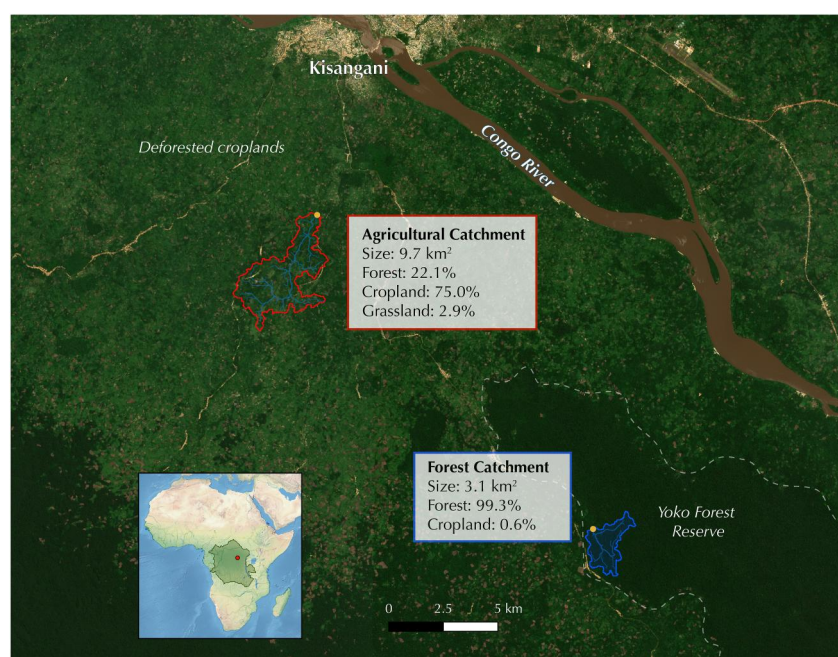 Kisangani
Deforested croplands
Congo River
Agricultural Catchment
Size: 9.7 km²
Forest: 22.1%
Cropland: 75.0%
Grassland: 2.9%
Forest Catchment
Size: 3.1 km²
Forest: 99.3%
Cropland: 0.6%
Yoko Forest
Reserve
0 2.5 5 km